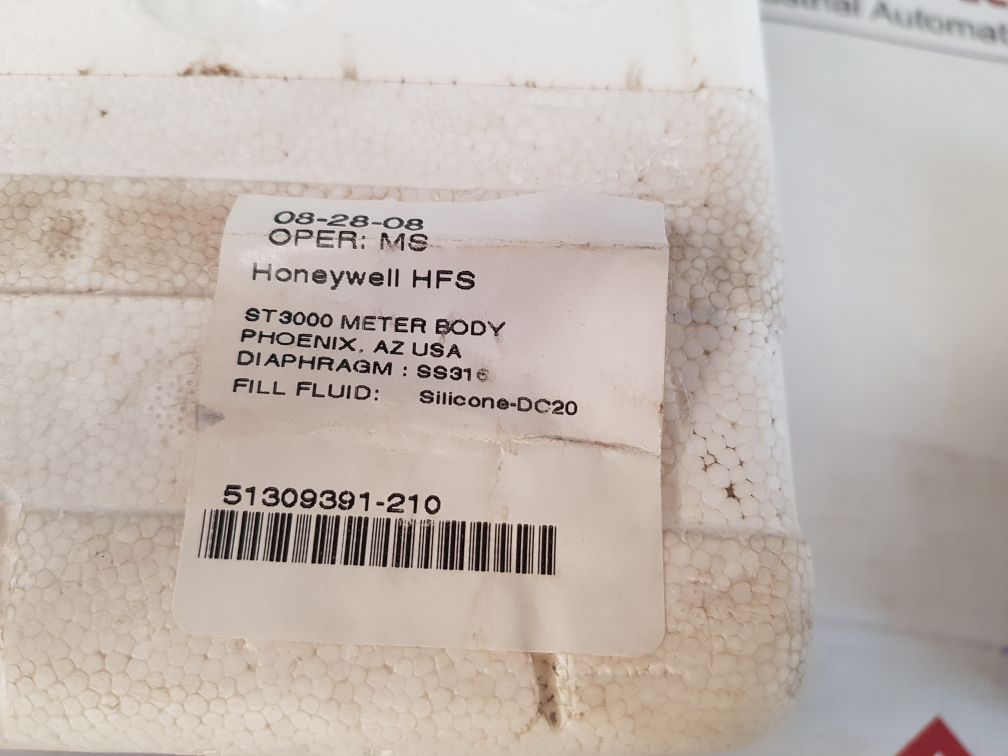 08-28-08
OPER: MS
Honeywell HFS
ST3000 METER BODY
PHOENIX, AZ USA
DIAPHRAGM : SS316
FILL FLUID: Silicone-DC20
51309391-210
Automat